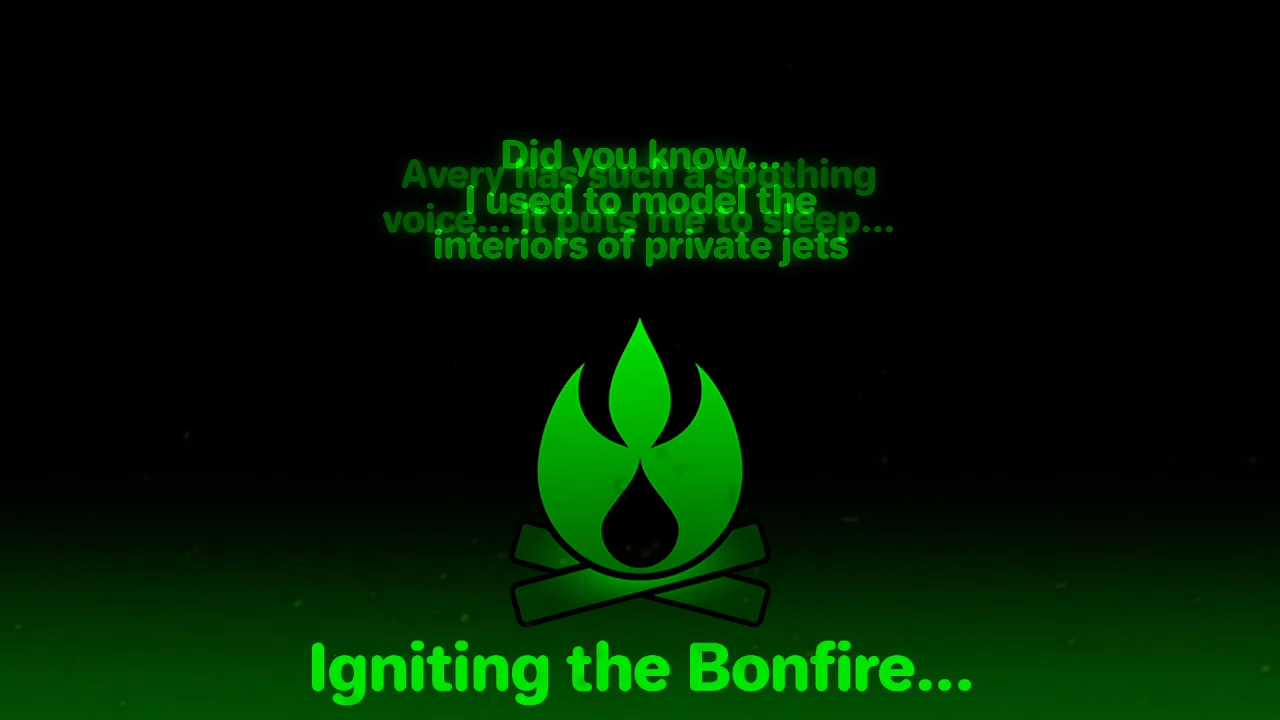 Did you know...
Avery has such a soothing
I used to model the
voice... It puts me to sleep...
interiors of private jets
Igniting the Bonfire...